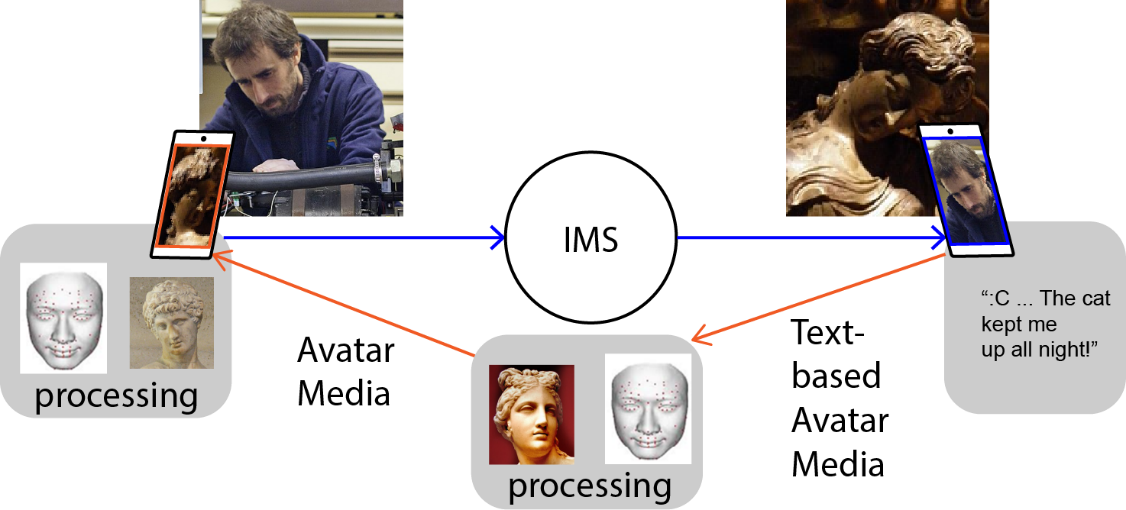 IMS
“:C ... The cat
kept me
up all night!”
Avatar
Media
Text-
based
Avatar
Media
processing
processing